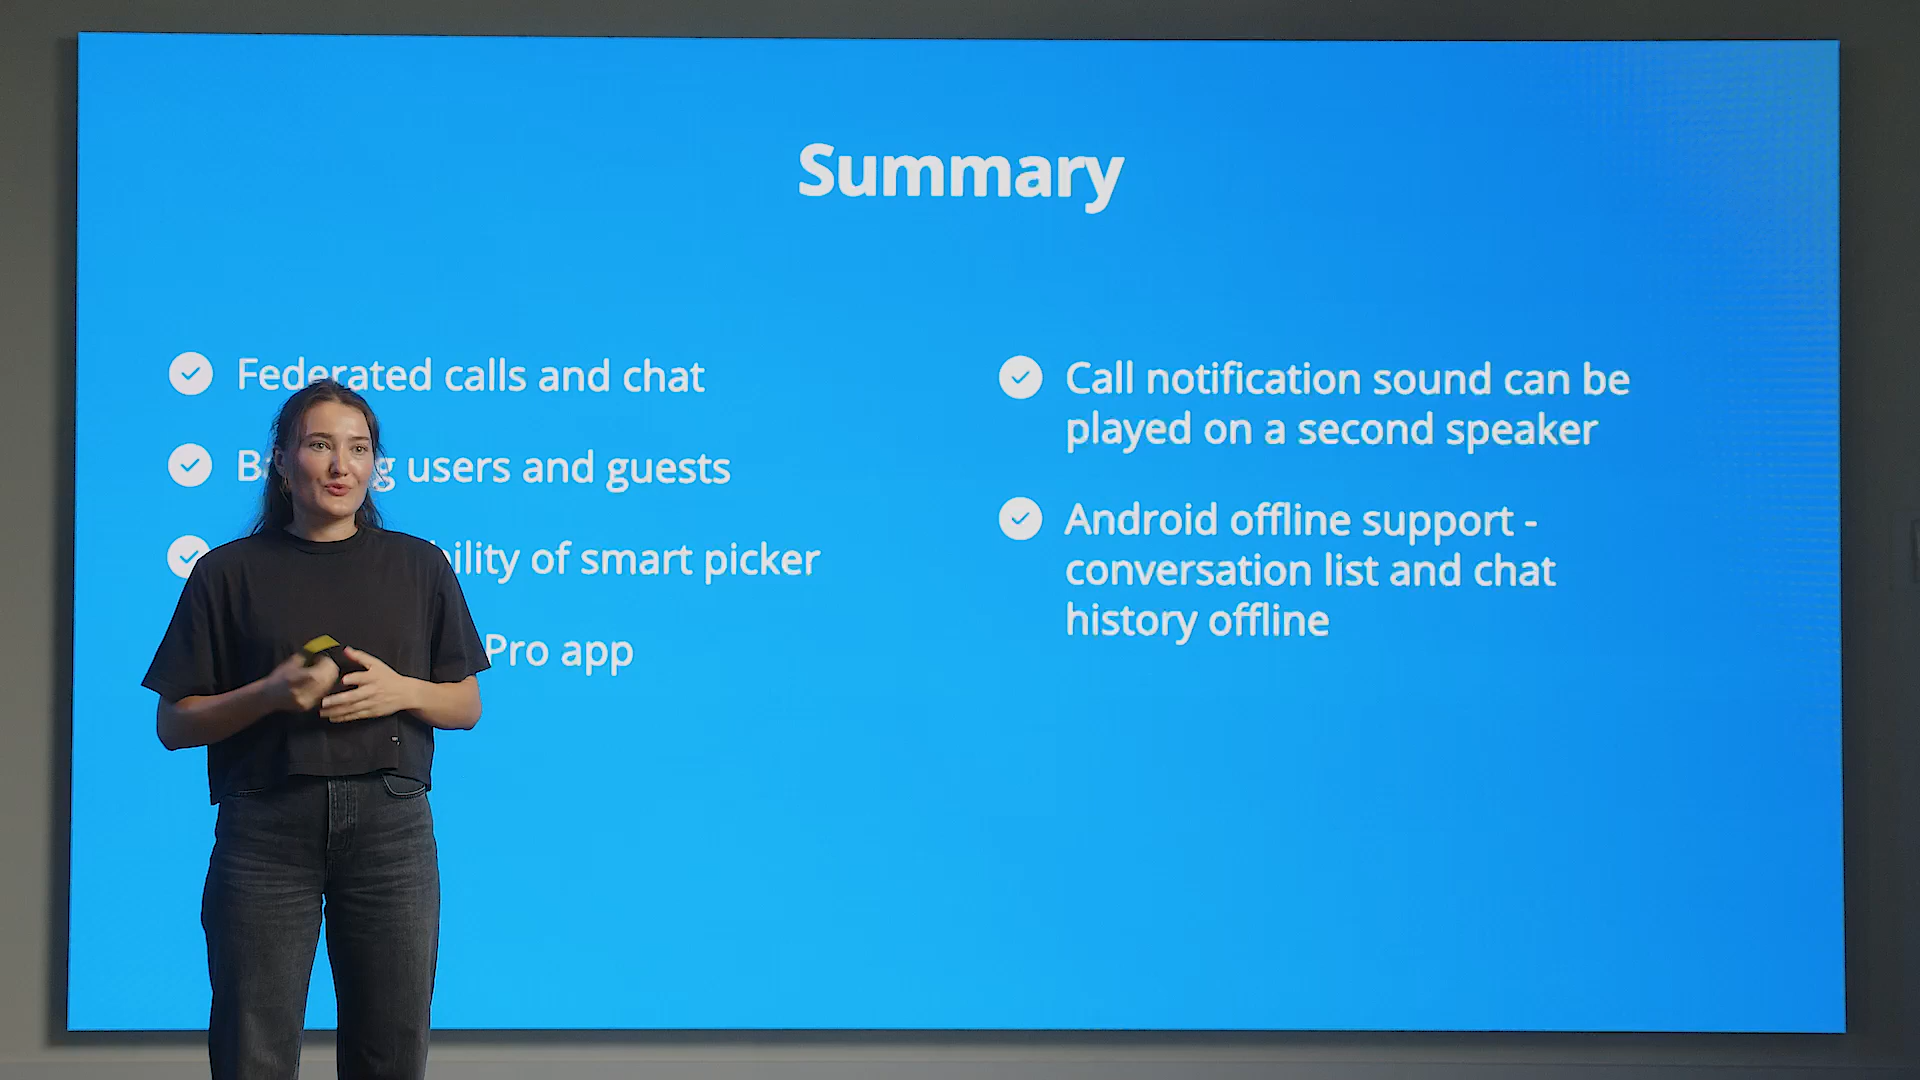 Summary
Federated calls and chat
users and guests
of smart picker
Pro app
Call notification sound can be
played on a second speaker
Android offline support -
conversation list and chat
history offline